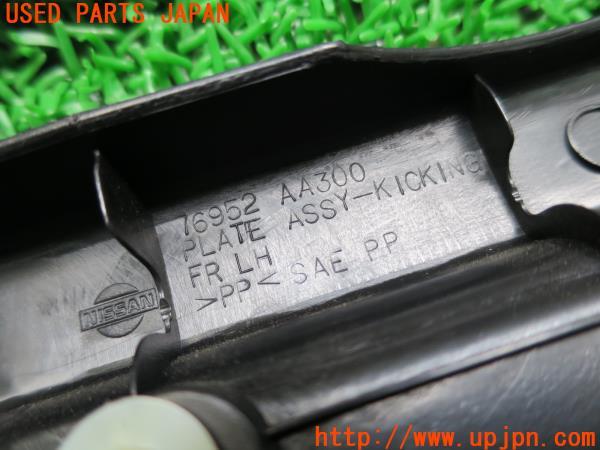 USED PARTS JAPAN
76952 AA300
PLATE ASSY-KICKING
FR LH
>PP< SAE PP
NISSAN
http://www.upjpn.com